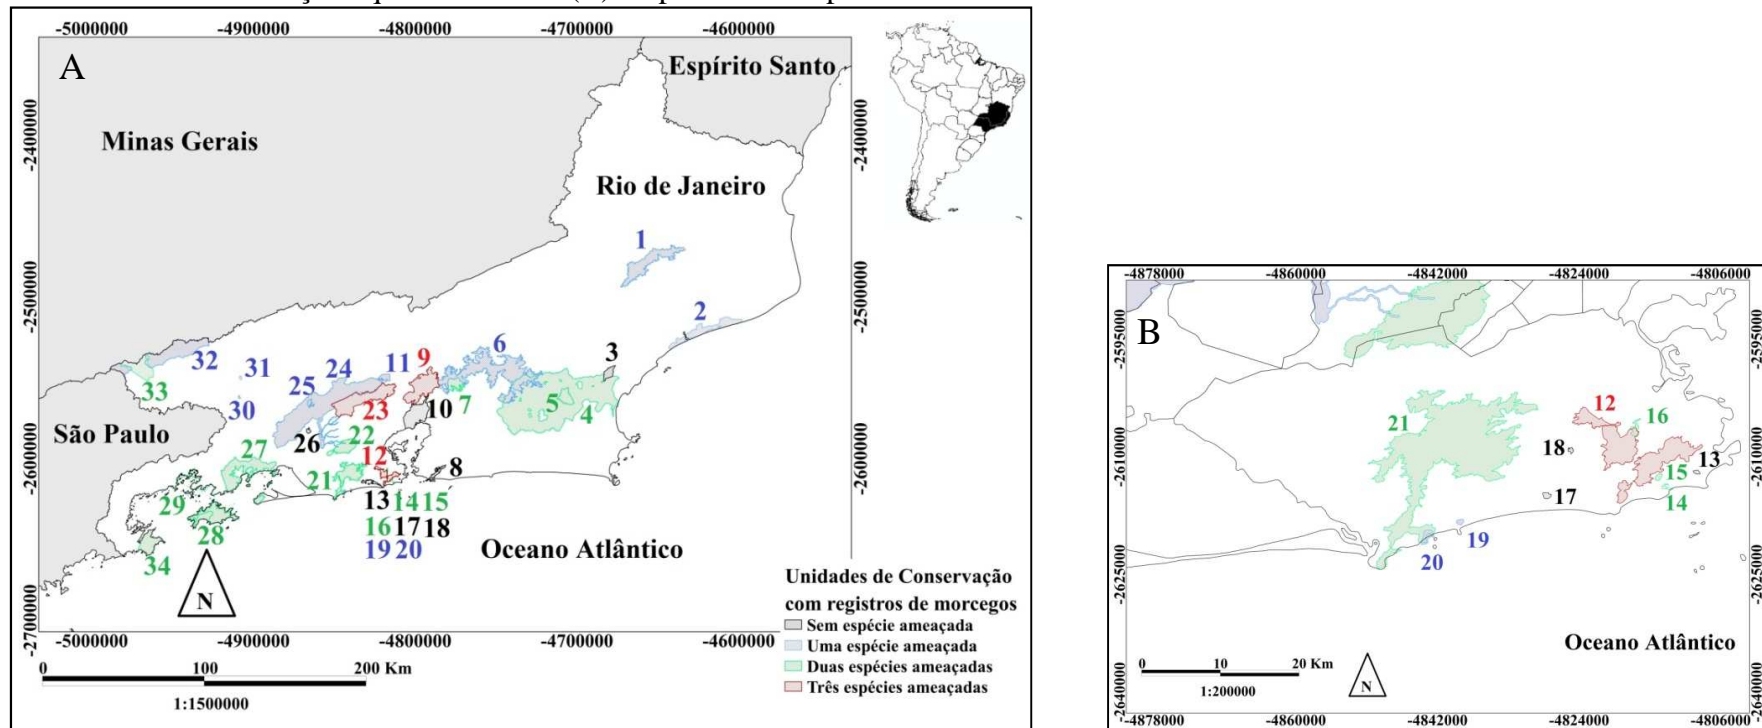 A
-5000000 -4900000 -4800000 -4700000 -4600000
Espírito Santo
Minas Gerais
Rio de Janeiro
São Paulo
Oceano Atlântico
-2400000
-2500000
-2600000
-2700000
-2400000
-2500000
-2600000
1
2
3
6
9
11
24
32
31
25
33
30
23
10
7
5
4
26
22
27
12
8
21
13 14 15
29
16 17 18
28
19 20
34
N
Unidades de Conservação
com registros de morcegos
Sem espécie ameaçada
Uma espécie ameaçada
Duas espécies ameaçadas
Três espécies ameaçadas
-5000000 -4900000 -4800000 -4700000 -4600000
0 100 200 Km
1:1500000
B
-4878000 -4860000 -4842000 -4824000 -4806000
-2595000
-2610000
-2625000
-2640000
-2595000
-2610000
-2625000
-2640000
12
16
21
18
13
15
17
14
19
20
Oceano Atlântico
0 10 20 Km
1:200000
N
-4878000 -4860000 -4842000 -4824000 -4806000